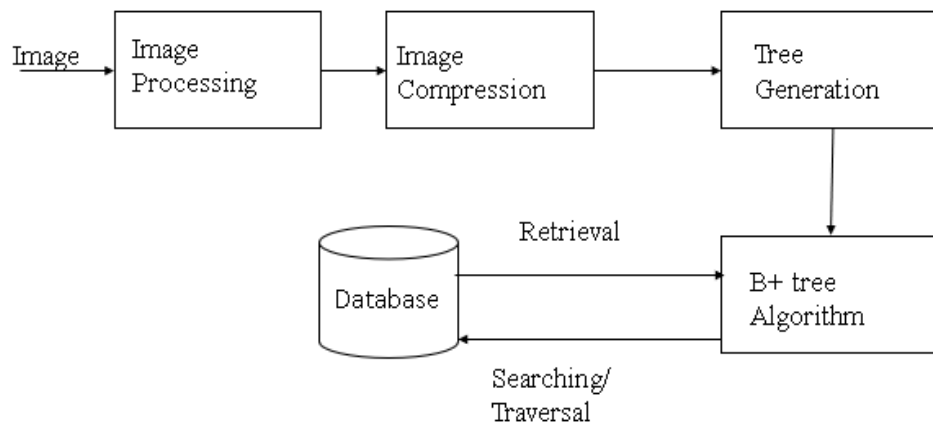 Image
Image
Processing
Image
Compression
Tree
Generation
Retrieval
Database
B+ tree
Algorithm
Searching/
Traversal